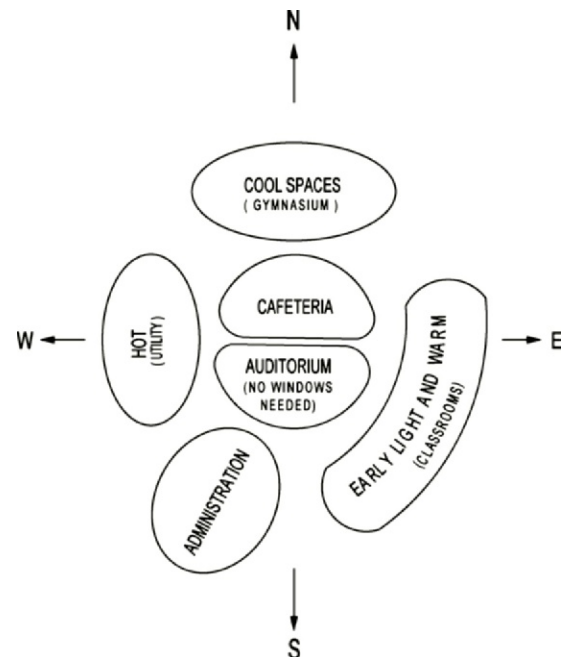 N
COOL SPACES
( GYMNASIUM )
W
HOT
(UTILITY)
CAFETERIA
AUDITORIUM
(NO WINDOWS
NEEDED)
EARLY LIGHT AND WARM
(CLASSROOMS)
E
ADMINISTRATION
S